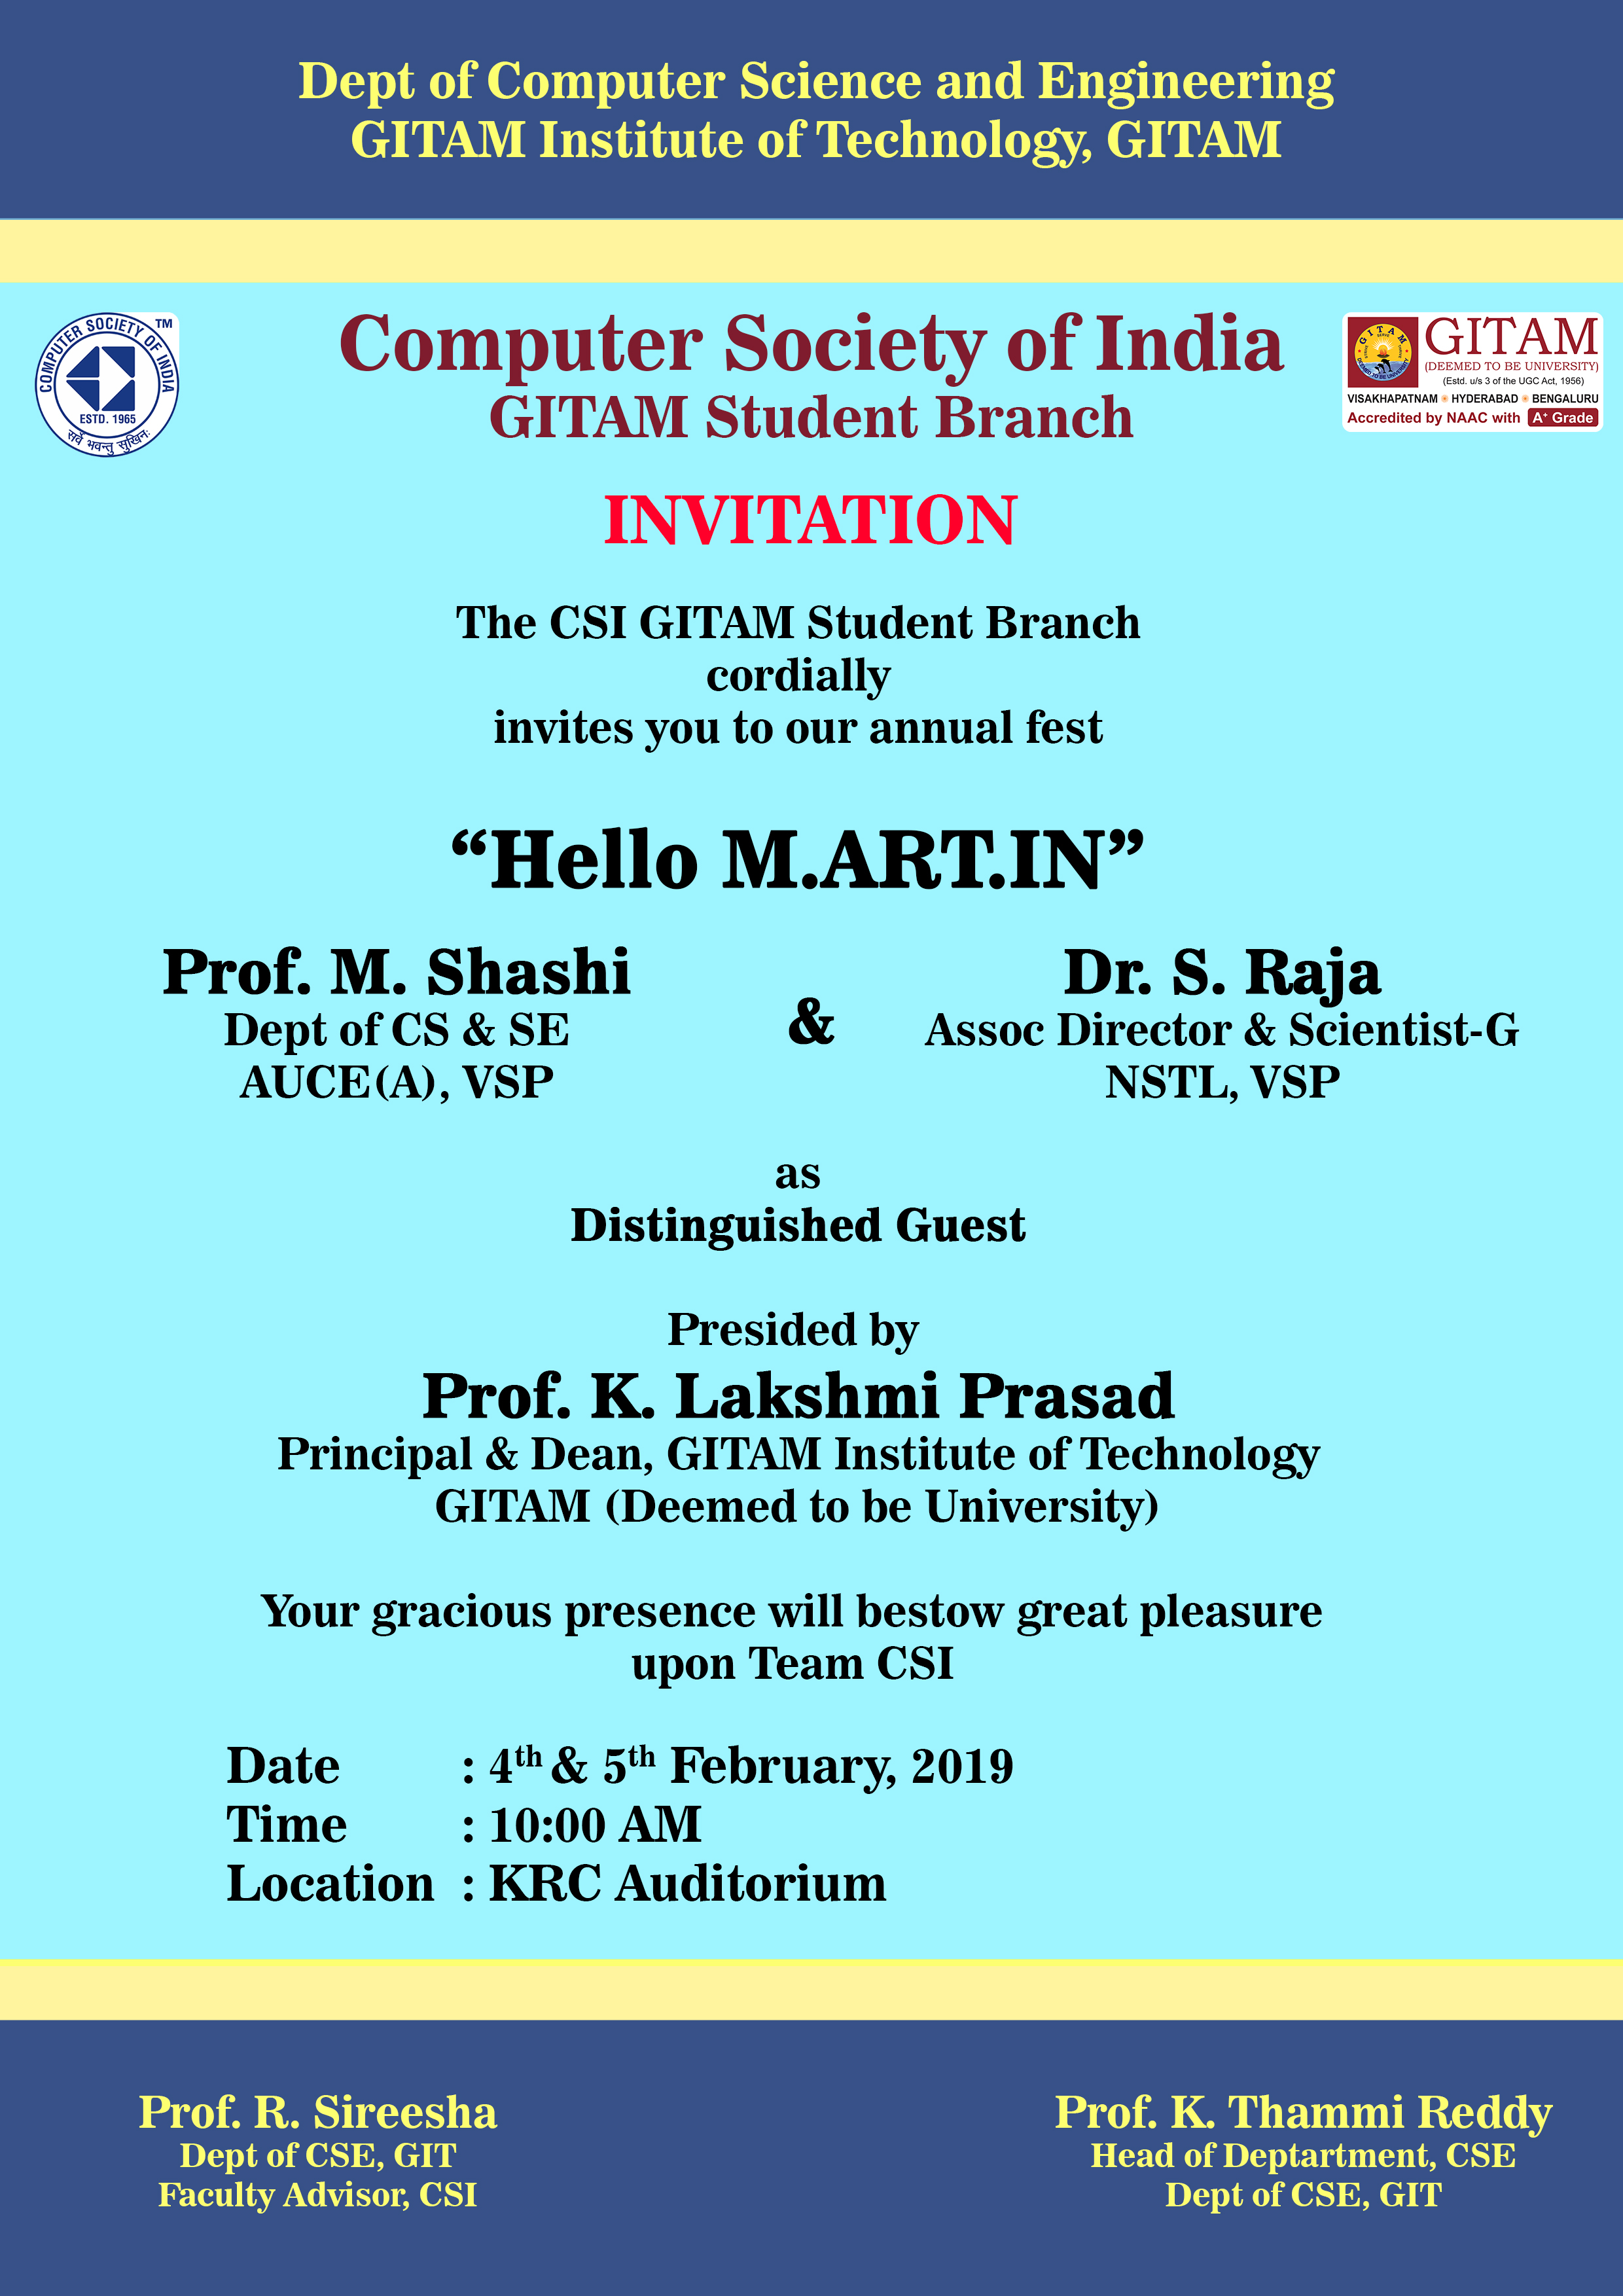 Dept of Computer Science and Engineering
GITAM Institute of Technology, GITAM
COMPUTER SOCIETY OF INDIA
TM
ESTD. 1965
सर्वे भवन्तु सुखिनः
Computer Society of India
GITAM Student Branch
GITAM
DEEMED TO BE UNIVERSITY
GITAM
(DEEMED TO BE UNIVERSITY)
(Estd. u/s 3 of the UGC Act, 1956)
VISAKHAPATNAM HYDERABAD BENGALURU
Accredited by NAAC with A+ Grade
INVITATION
The CSI GITAM Student Branch
cordially
invites you to our annual fest
“Hello M.ART.IN”
Prof. M. Shashi
Dept of CS & SE
AUCE(A), VSP
&
Dr. S. Raja
Assoc Director & Scientist-G
NSTL, VSP
as
Distinguished Guest
Presided by
Prof. K. Lakshmi Prasad
Principal & Dean, GITAM Institute of Technology
GITAM (Deemed to be University)
Your gracious presence will bestow great pleasure
upon Team CSI
Date : 4th & 5th February, 2019
Time : 10:00 AM
Location : KRC Auditorium
Prof. R. Sireesha
Dept of CSE, GIT
Faculty Advisor, CSI
Prof. K. Thammi Reddy
Head of Deptartment, CSE
Dept of CSE, GIT